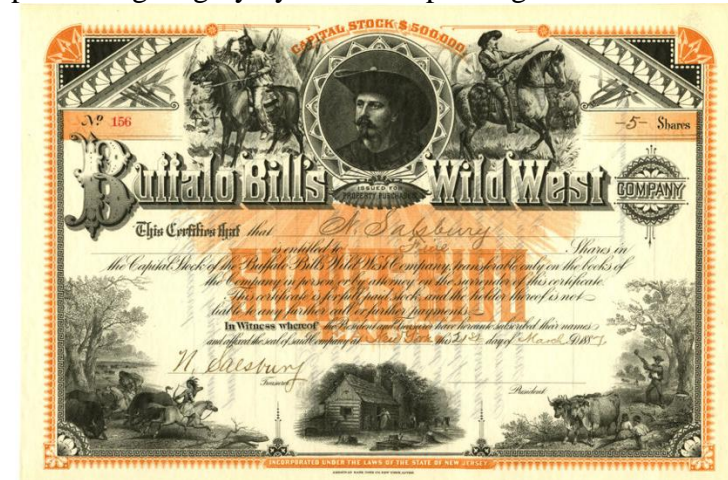 CAPITAL STOCK $ 500.000.
Nº 156
-5- Shares
Buffalo Bill's Wild West COMPANY
ISSUED FOR
PROPERTY PURCHASED
This Certifies that that N. Salsbury
is entitled to Five Shares in
the Capital Stock of the Buffalo Bill's Wild West Company, transferable only on the books of
the Company in person or by attorney on the surrender of this certificate.
This certificate is for full paid stock and the holder thereof is not
liable to any further call or further payments.
In Witness whereof the President and Treasurer have hereunto subscribed their names
and affixed the seal of said Company at New York this 21st day of March 1887.
N. Salsbury
Treasurer
President
INCORPORATED UNDER THE LAWS OF THE STATE OF NEW JERSEY